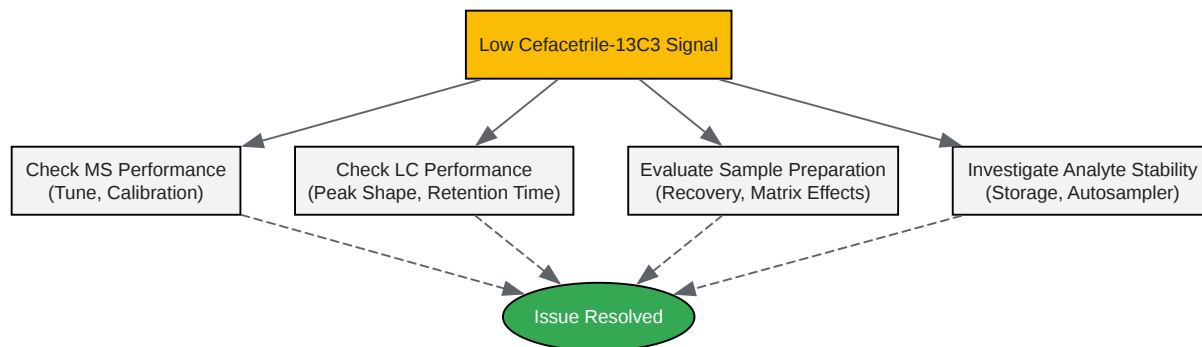 Low Cefacetrile-13C3 Signal
Check MS Performance
(Tune, Calibration)
Check LC Performance
(Peak Shape, Retention Time)
Evaluate Sample Preparation
(Recovery, Matrix Effects)
Investigate Analyte Stability
(Storage, Autosampler)
Issue Resolved